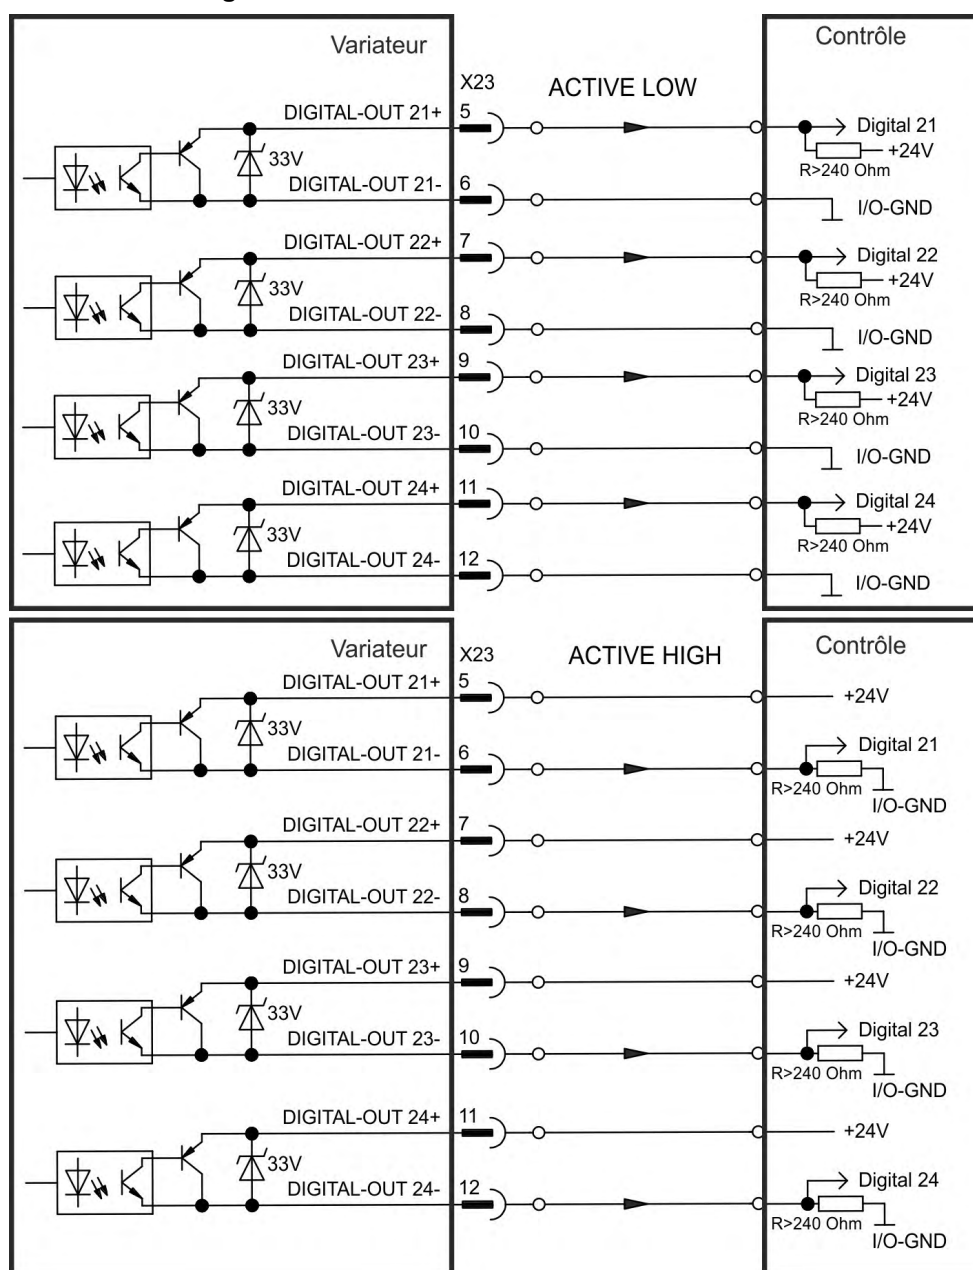 Variateur
Contrôle
X23
ACTIVE LOW
DIGITAL-OUT 21+
5
Digital 21
33V
+24V
R>240 Ohm
DIGITAL-OUT 21-
6
I/O-GND
DIGITAL-OUT 22+
7
Digital 22
33V
+24V
R>240 Ohm
DIGITAL-OUT 22-
8
I/O-GND
DIGITAL-OUT 23+
9
Digital 23
33V
+24V
R>240 Ohm
DIGITAL-OUT 23-
10
I/O-GND
DIGITAL-OUT 24+
11
Digital 24
33V
+24V
R>240 Ohm
DIGITAL-OUT 24-
12
I/O-GND
Variateur
Contrôle
X23
ACTIVE HIGH
DIGITAL-OUT 21+
5
+24V
33V
DIGITAL-OUT 21-
6
Digital 21
R>240 Ohm
I/O-GND
DIGITAL-OUT 22+
7
+24V
33V
DIGITAL-OUT 22-
8
Digital 22
R>240 Ohm
I/O-GND
DIGITAL-OUT 23+
9
+24V
33V
DIGITAL-OUT 23-
10
Digital 23
R>240 Ohm
I/O-GND
DIGITAL-OUT 24+
11
+24V
33V
DIGITAL-OUT 24-
12
Digital 24
R>240 Ohm
I/O-GND